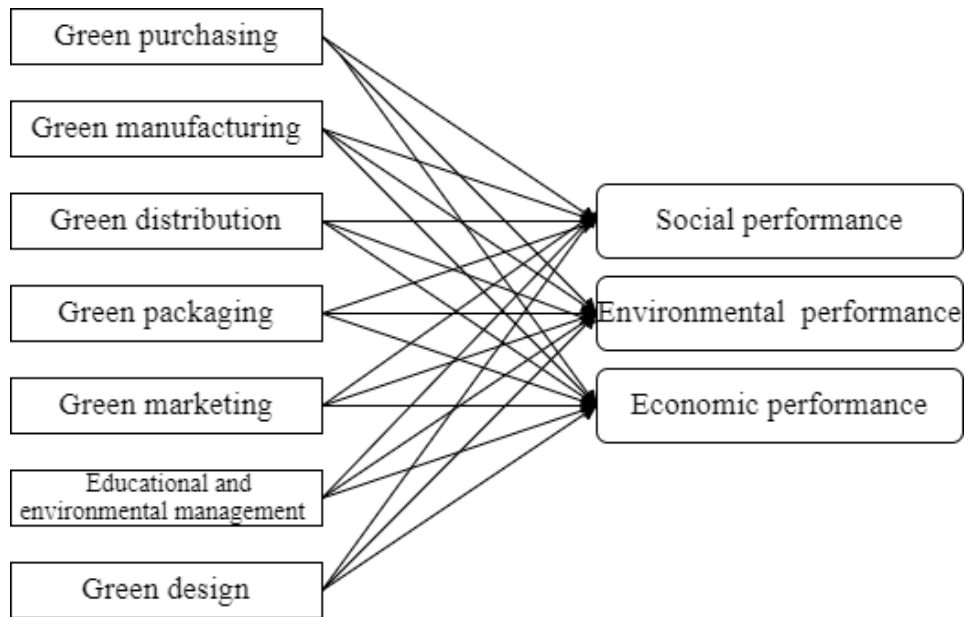 Green purchasing
Green manufacturing
Green distribution
Green packaging
Green marketing
Educational and
environmental management
Green design
Social performance
Environmental  performance
Economic performance